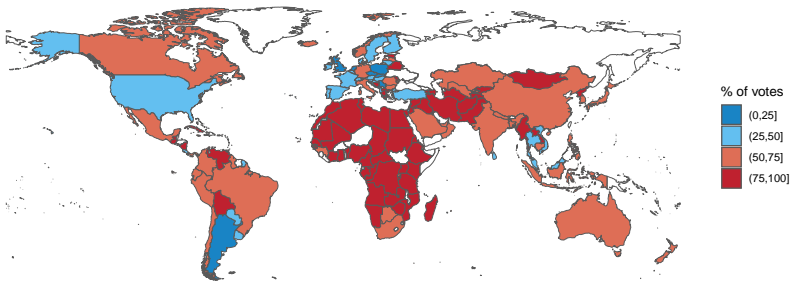 % of votes
(0,25]
(25,50]
(50,75]
(75,100]